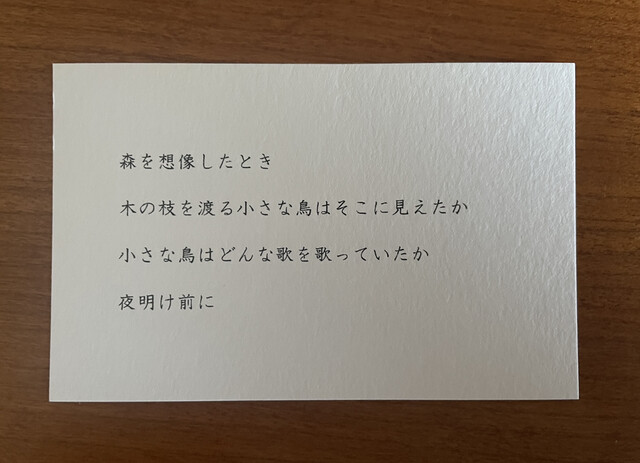 森を想像したとき
木の枝を渡る小さな鳥はそこに見えたか
小さな鳥はどんな歌を歌っていたか
夜明け前に